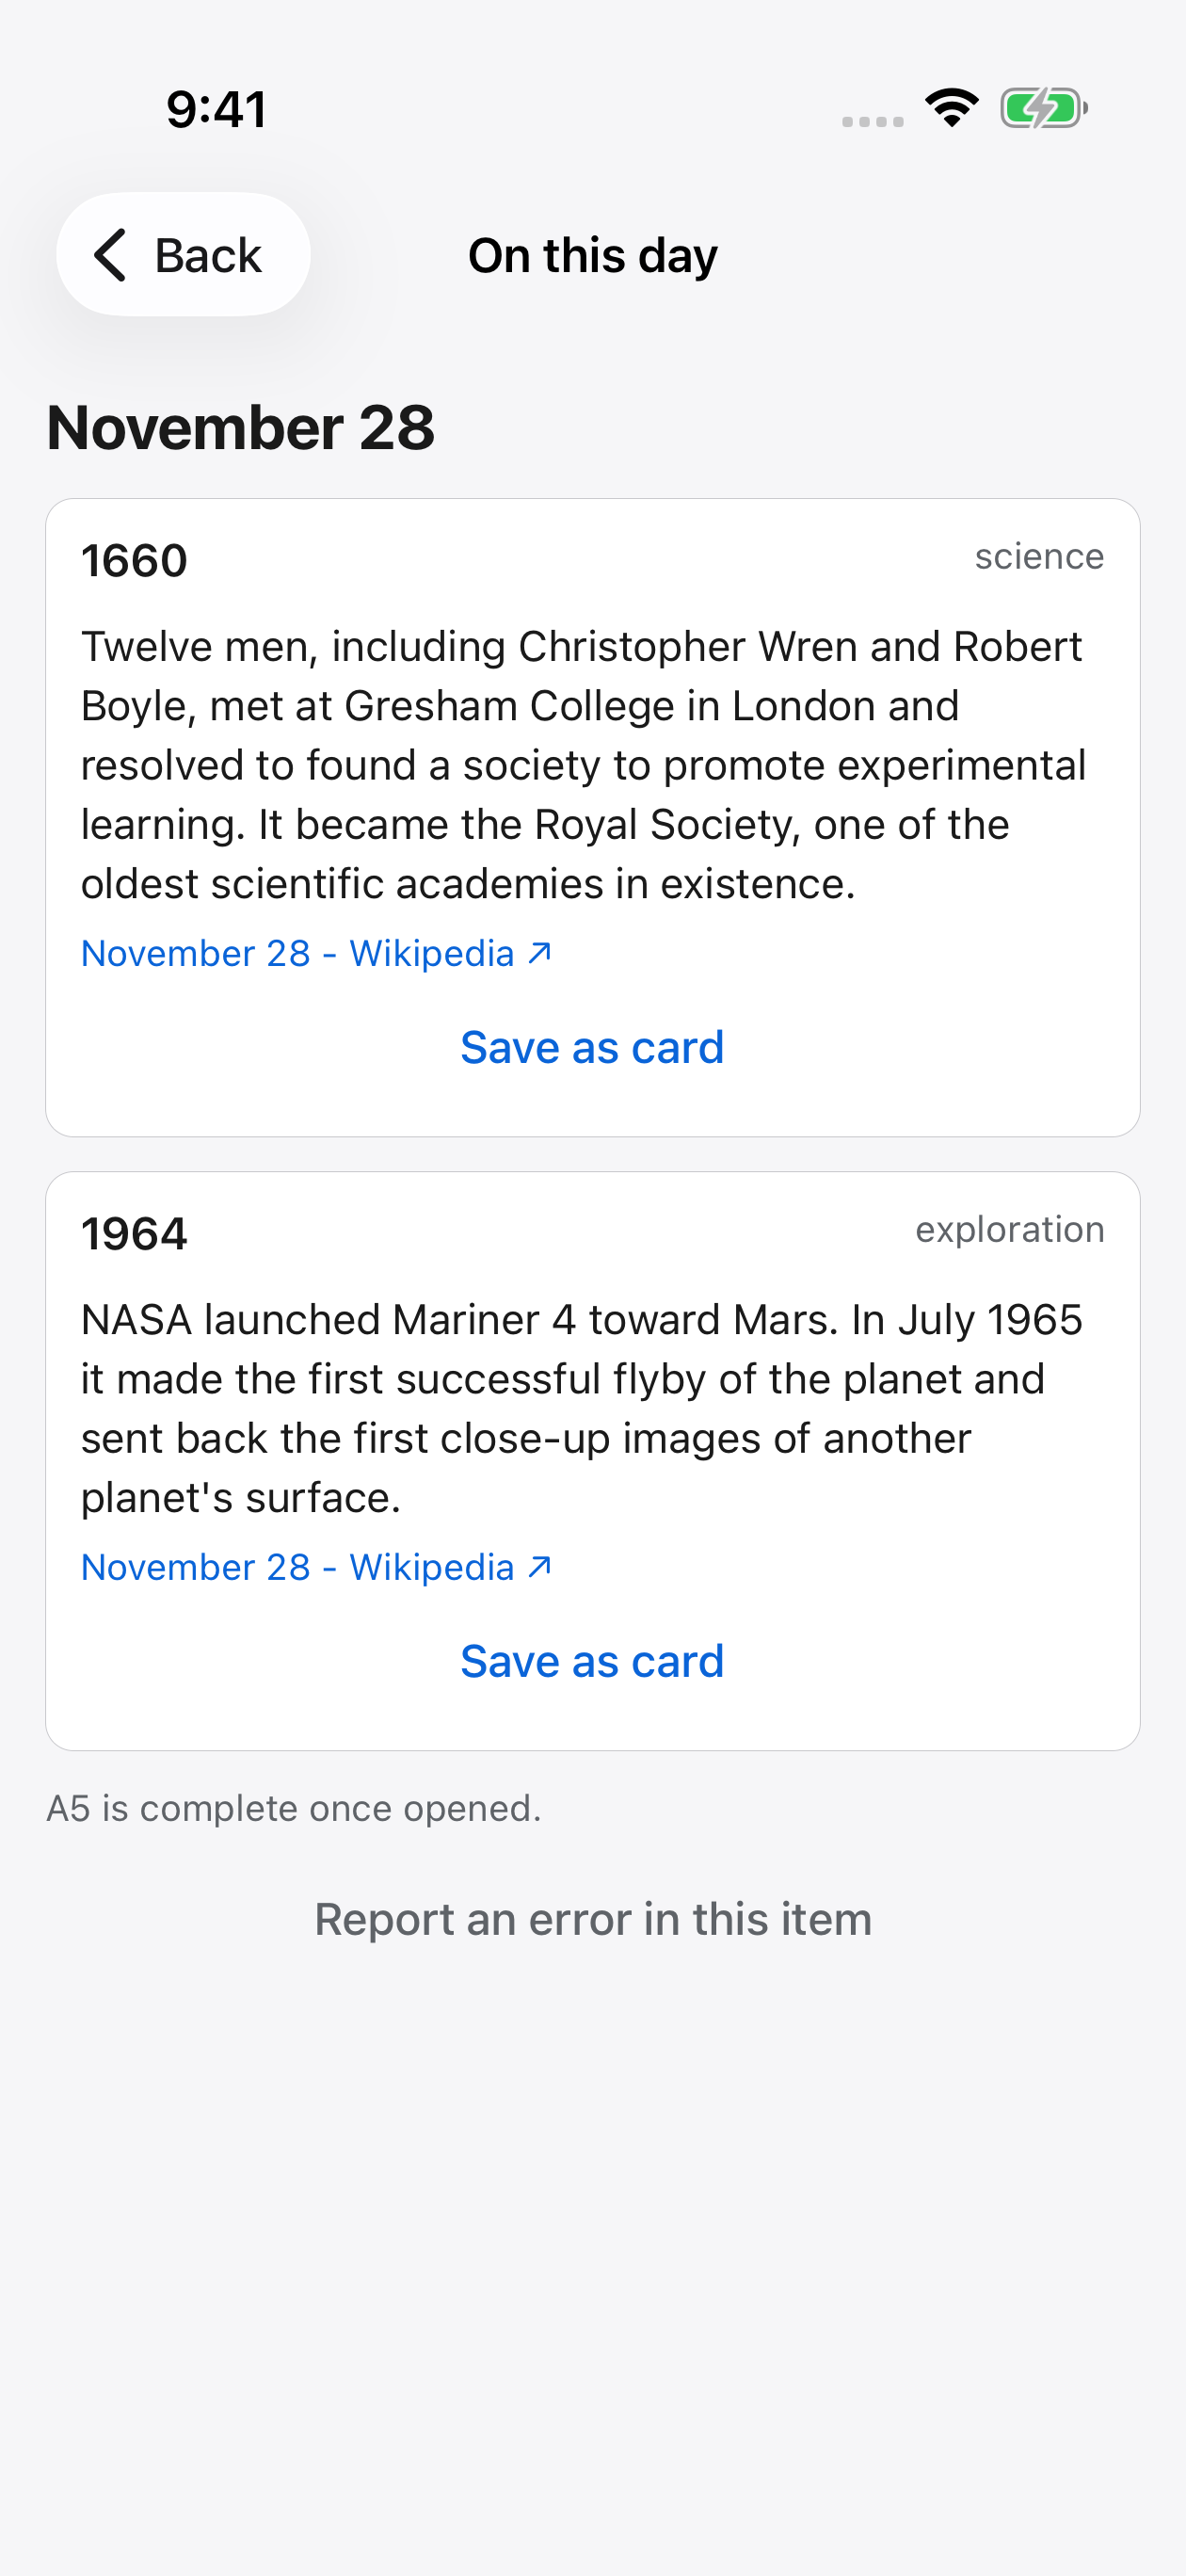 9:41
Back
On this day
November 28
1660
science
Twelve men, including Christopher Wren and Robert
Boyle, met at Gresham College in London and
resolved to found a society to promote experimental
learning. It became the Royal Society, one of the
oldest scientific academies in existence.
November 28 - Wikipedia ↗
Save as card
1964
exploration
NASA launched Mariner 4 toward Mars. In July 1965
it made the first successful flyby of the planet and
sent back the first close-up images of another
planet's surface.
November 28 - Wikipedia ↗
Save as card
A5 is complete once opened.
Report an error in this item